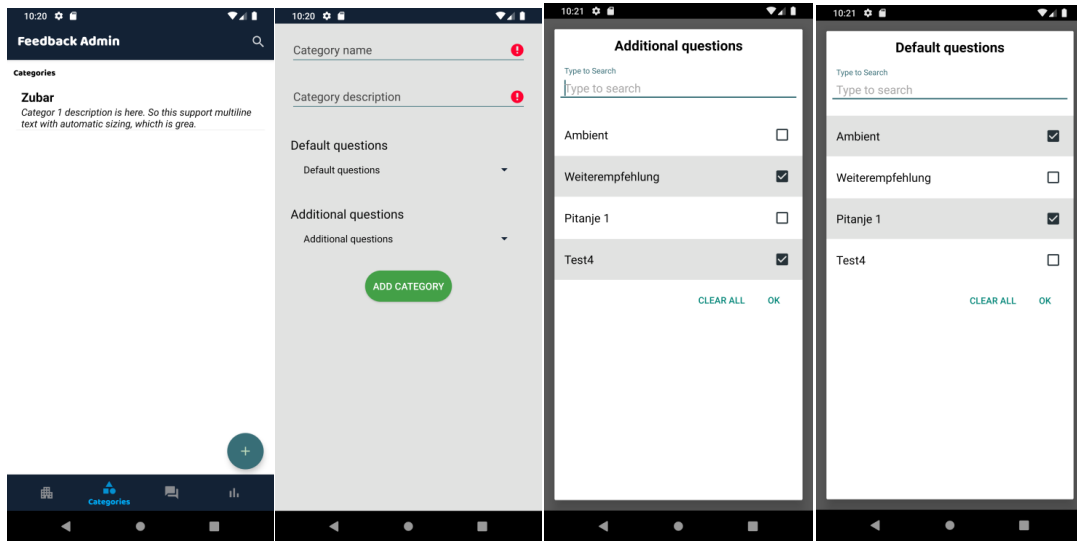 10:20
Feedback Admin
Categories
Zubar
Categor 1 description is here. So this support multiline
text with automatic sizing, whicth is grea.
+
Categories
10:20
Category name
Category description
Default questions
Default questions
Additional questions
Additional questions
ADD CATEGORY
10:21
Additional questions
Type to Search
Type to search
Ambient
Weiterempfehlung
Pitanje 1
Test4
CLEAR ALL OK
10:21
Default questions
Type to Search
Type to search
Ambient
Weiterempfehlung
Pitanje 1
Test4
CLEAR ALL OK